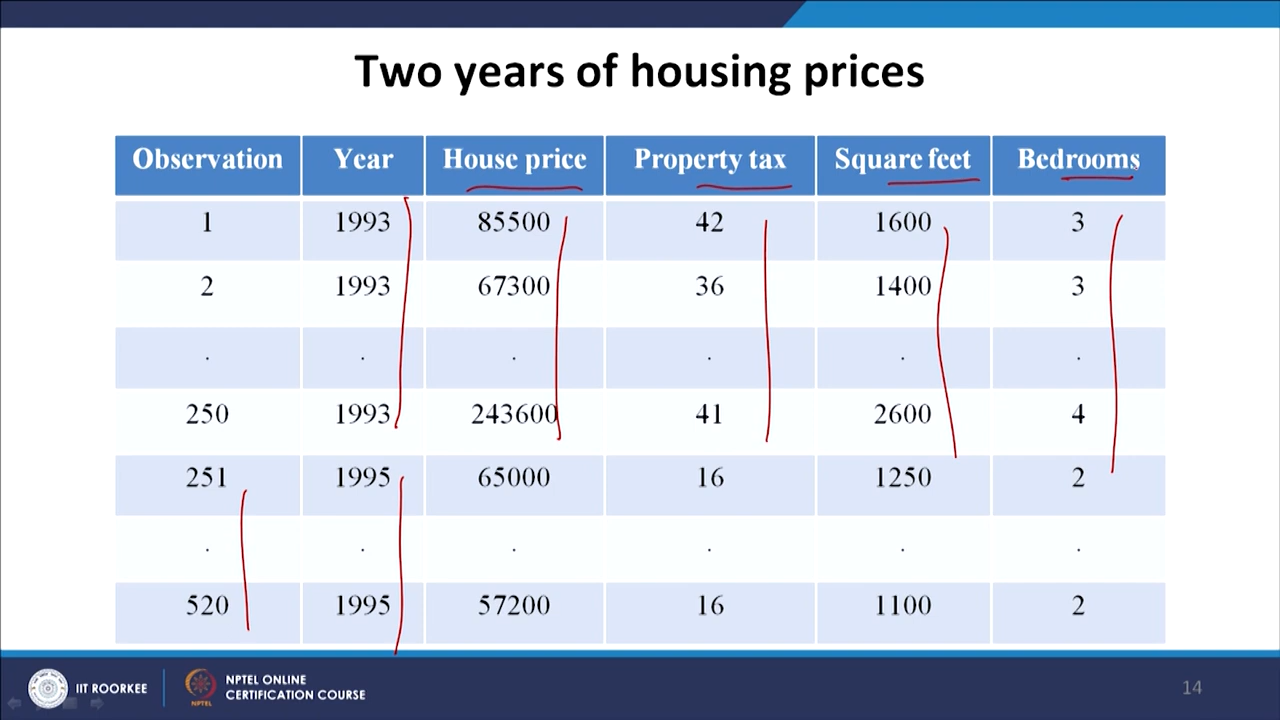 Two years of housing prices
Observation Year House price Property tax Square feet Bedrooms
1 1993 85500 42 1600 3
2 1993 67300 36 1400 3
. . . . . .
250 1993 243600 41 2600 4
251 1995 65000 16 1250 2
. . . . . .
520 1995 57200 16 1100 2
IIT ROORKEE
NPTEL
NPTEL ONLINE
CERTIFICATION COURSE
14